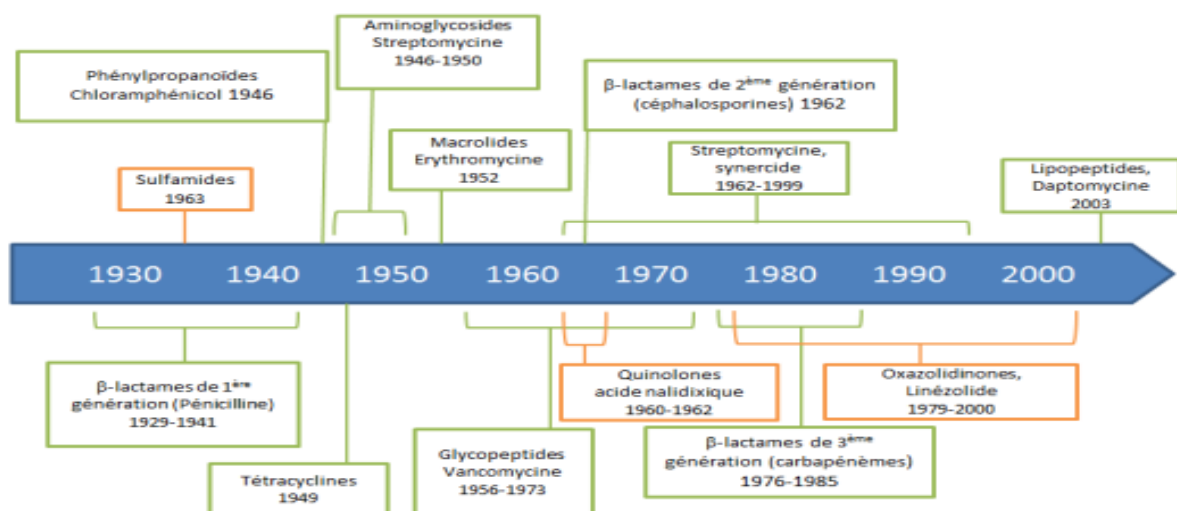 Aminoglycosides
Streptomycine
1946-1950
Phénylpropanoïdes
Chloramphénicol 1946
β-lactames de 2ème génération
(céphalosporines) 1962
Macrolides
Erythromycine
1952
Streptomycine,
synercide
1962-1999
Lipopeptides,
Daptomycine
2003
Sulfamides
1963
1930 1940 1950 1960 1970 1980 1990 2000
β-lactames de 1ère
génération (Pénicilline)
1929-1941
Quinolones
acide nalidixique
1960-1962
Oxazolidinones,
Linézolide
1979-2000
Glycopeptides
Vancomycine
1956-1973
β-lactames de 3ème
génération (carbapénèmes)
1976-1985
Tétracyclines
1949